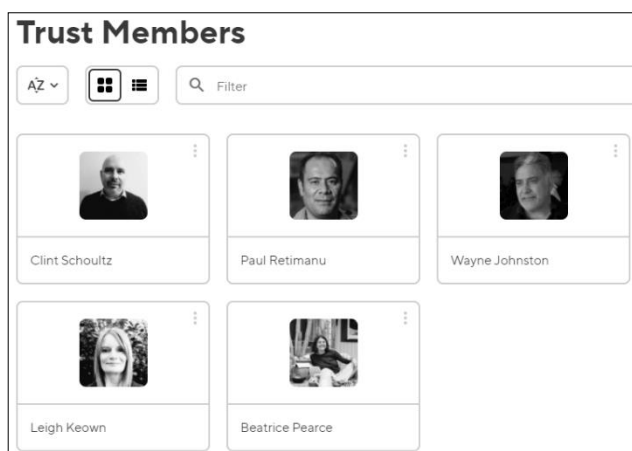 Trust Members
AZ
Filter
Clint Schoultz
Paul Retimanu
Wayne Johnston
Leigh Keown
Beatrice Pearce